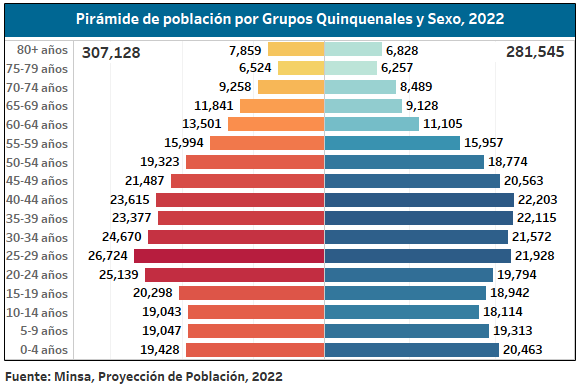 Pirámide de población por Grupos Quinquenales y Sexo, 2022
307,128 281,545
80+ años 7,859 6,828
75-79 años 6,524 6,257
70-74 años 9,258 8,489
65-69 años 11,841 9,128
60-64 años 13,501 11,105
55-59 años 15,994 15,957
50-54 años 19,323 18,774
45-49 años 21,487 20,563
40-44 años 23,615 22,203
35-39 años 23,377 22,115
30-34 años 24,670 21,572
25-29 años 26,724 21,928
20-24 años 25,139 19,794
15-19 años 20,298 18,942
10-14 años 19,043 18,114
5-9 años 19,047 19,313
0-4 años 19,428 20,463
Fuente: Minsa, Proyección de Población, 2022